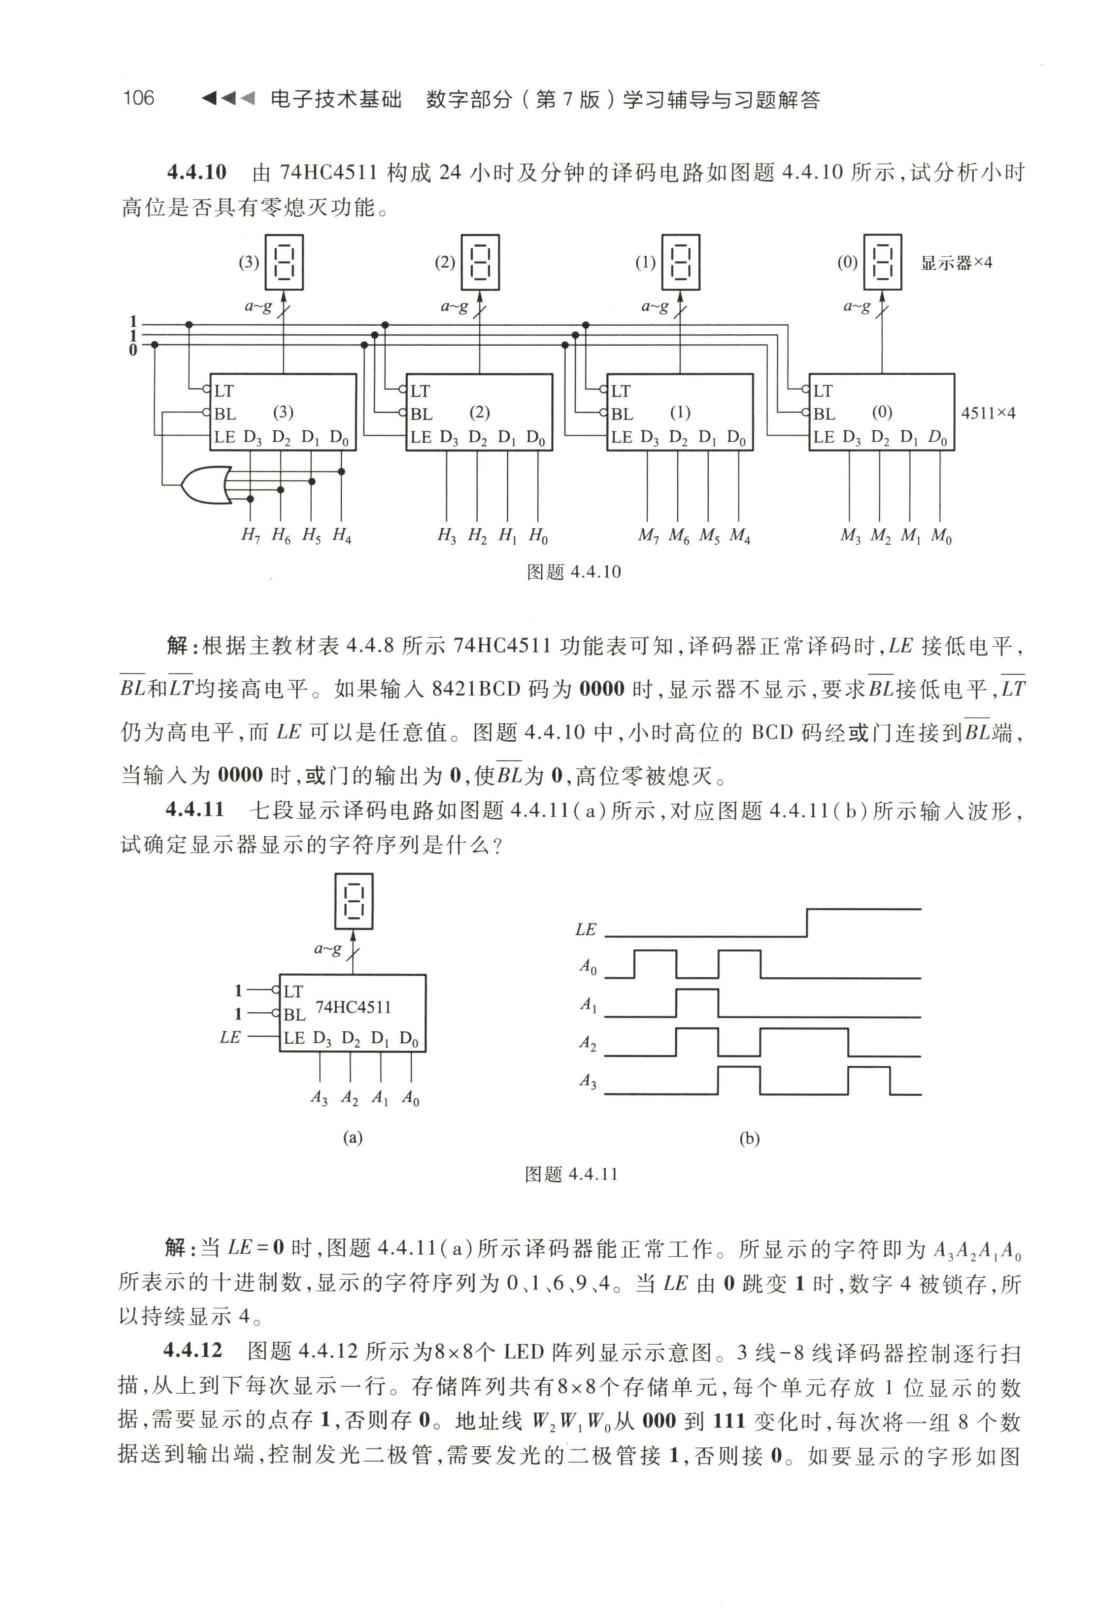 106 ◀◀◀ 电子技术基础 数字部分(第7版)学习辅导与习题解答
4.4.10 由 74HC4511 构成 24 小时及分钟的译码电路如图题 4.4.10 所示,试分析小时
高位是否具有零熄灭功能。
(3) (2) (1) (0) 显示器×4
a~g a~g a~g a~g
1
1
0
LT LT LT LT
BL (3) BL (2) BL (1) BL (0) 4511×4
LE D₃ D₂ D₁ D₀ LE D₃ D₂ D₁ D₀ LE D₃ D₂ D₁ D₀ LE D₃ D₂ D₁ D₀
H₇ H₆ H₅ H₄ H₃ H₂ H₁ H₀ M₇ M₆ M₅ M₄ M₃ M₂ M₁ M₀
图题 4.4.10
解:根据主教材表 4.4.8 所示 74HC4511 功能表可知,译码器正常译码时,LE 接低电平,
B̅L̅和L̅T̅均接高电平。如果输入 8421BCD 码为 0000 时,显示器不显示,要求B̅L̅接低电平,L̅T̅
仍为高电平,而 LE 可以是任意值。图题 4.4.10 中,小时高位的 BCD 码经或门连接到B̅L̅端,
当输入为 0000 时,或门的输出为 0,使B̅L̅为 0,高位零被熄灭。
4.4.11 七段显示译码电路如图题 4.4.11(a)所示,对应图题 4.4.11(b)所示输入波形,
试确定显示器显示的字符序列是什么?
a~g
1 LT
1 BL 74HC4511
LE LE D₃ D₂ D₁ D₀
A₃ A₂ A₁ A₀
(a)
LE
A₀
A₁
A₂
A₃
(b)
图题 4.4.11
解:当 LE=0 时,图题 4.4.11(a)所示译码器能正常工作。所显示的字符即为 A₃A₂A₁A₀
所表示的十进制数,显示的字符序列为 0、1、6、9、4。当 LE 由 0 跳变 1 时,数字 4 被锁存,所
以持续显示 4。
4.4.12 图题 4.4.12 所示为8×8个 LED 阵列显示示意图。3 线-8 线译码器控制逐行扫
描,从上到下每次显示一行。存储阵列共有8×8个存储单元,每个单元存放 1 位显示的数
据,需要显示的点存 1,否则存 0。地址线 W₂W₁W₀从 000 到 111 变化时,每次将一组 8 个数
据送到输出端,控制发光二极管,需要发光的二极管接 1,否则接 0。如要显示的字形如图